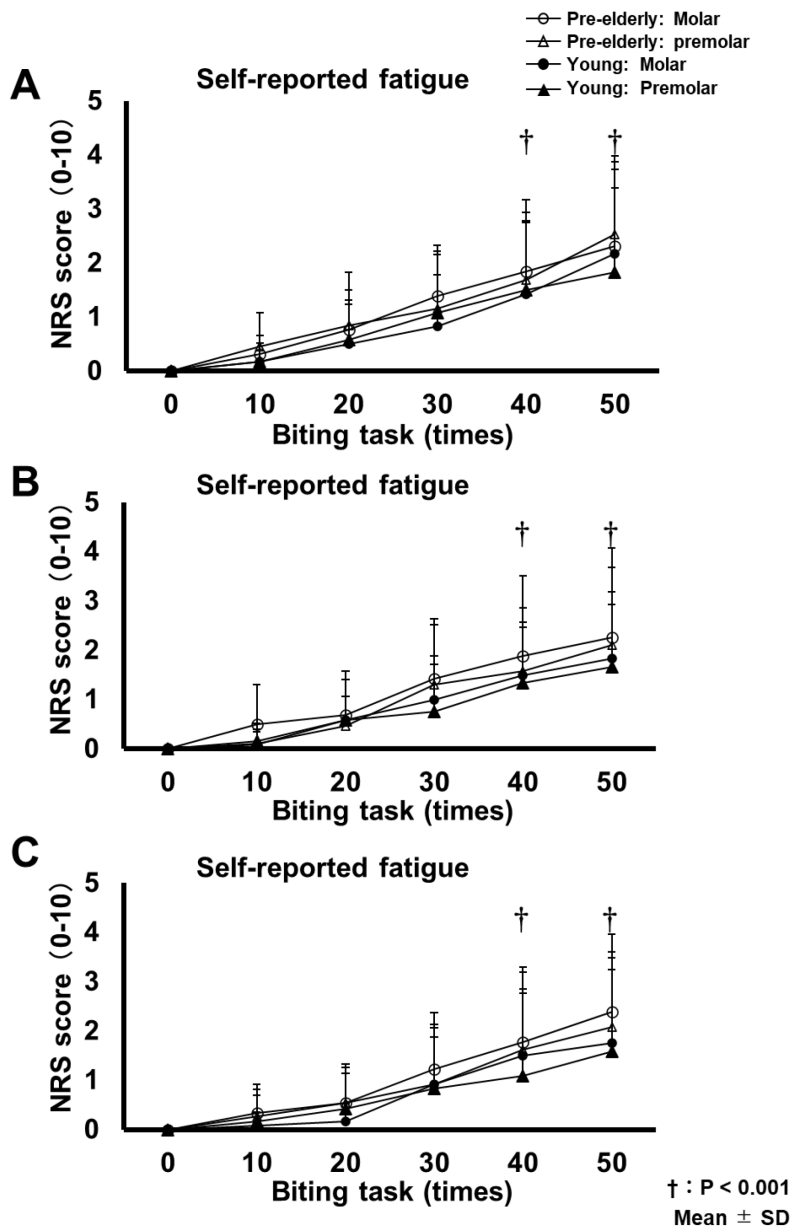 Pre-elderly: Molar
Pre-elderly: premolar
Young: Molar
Young: Premolar
A
Self-reported fatigue
NRS score (0-10)
5
4
3
2
1
0
† †
0 10 20 30 40 50
Biting task (times)
B
Self-reported fatigue
NRS score (0-10)
5
4
3
2
1
0
† †
0 10 20 30 40 50
Biting task (times)
C
Self-reported fatigue
NRS score (0-10)
5
4
3
2
1
0
† †
0 10 20 30 40 50
Biting task (times)
†：P < 0.001
Mean ± SD